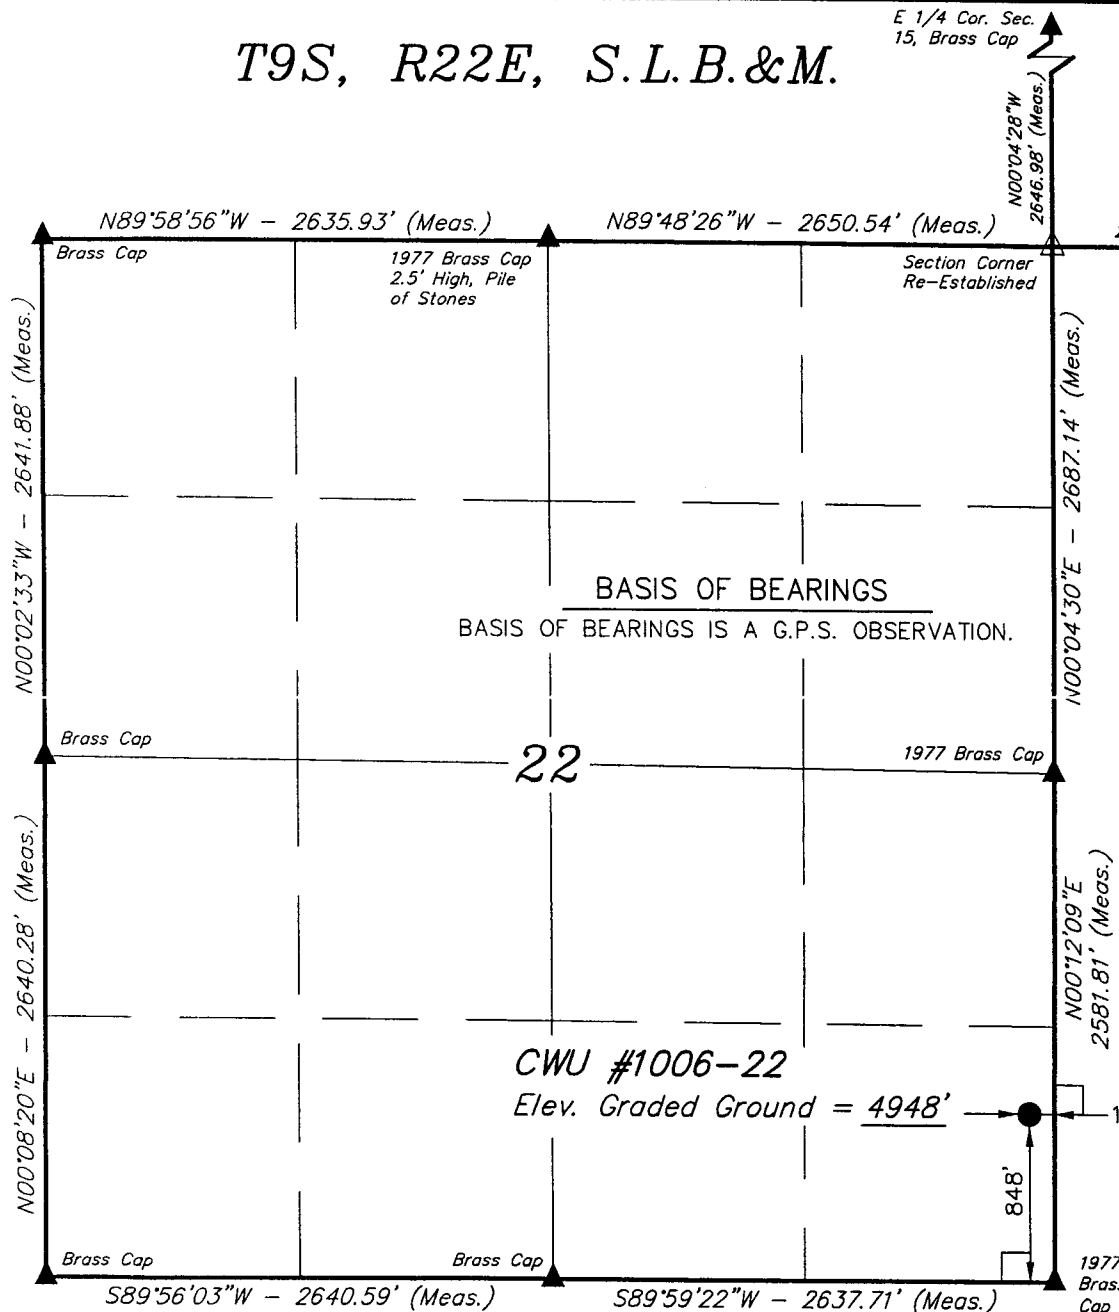 E 1/4 Cor. Sec.
15, Brass Cap
T9S, R22E, S.L.B.&M.
N00°04'28"W
2646.98' (Meas.)
N89°58'56"W - 2635.93' (Meas.)
N89°48'26"W - 2650.54' (Meas.)
Brass Cap
1977 Brass Cap
2.5' High, Pile
of Stones
Section Corner
Re-Established
N00°02'33"W - 2641.88' (Meas.)
N00°04'30"E - 2687.14' (Meas.)
BASIS OF BEARINGS
BASIS OF BEARINGS IS A G.P.S. OBSERVATION.
Brass Cap
22
1977 Brass Cap
N00°08'20"E - 2640.28' (Meas.)
N00°12'09"E
2581.81' (Meas.)
CWU #1006-22
Elev. Graded Ground = 4948'
1
848'
Brass Cap
Brass Cap
1977
Bras
Cap
S89°56'03"W - 2640.59' (Meas.)
S89°59'22"W - 2637.71' (Meas.)